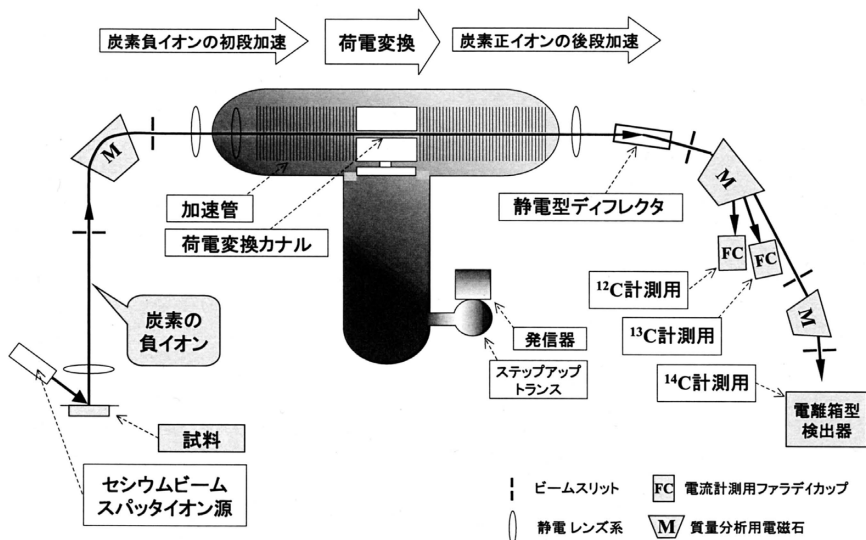 炭素負イオンの初段加速
荷電変換
炭素正イオンの後段加速
M
加速管
荷電変換カナル
静電型ディフレクタ
M
FC
FC
¹²C計測用
¹³C計測用
M
¹⁴C計測用
電離箱型
検出器
炭素の
負イオン
発信器
ステップアップ
トランス
試料
セシウムビーム
スパッタイオン源
ビームスリット
FC 電流計測用ファラディカップ
静電レンズ系
M 質量分析用電磁石